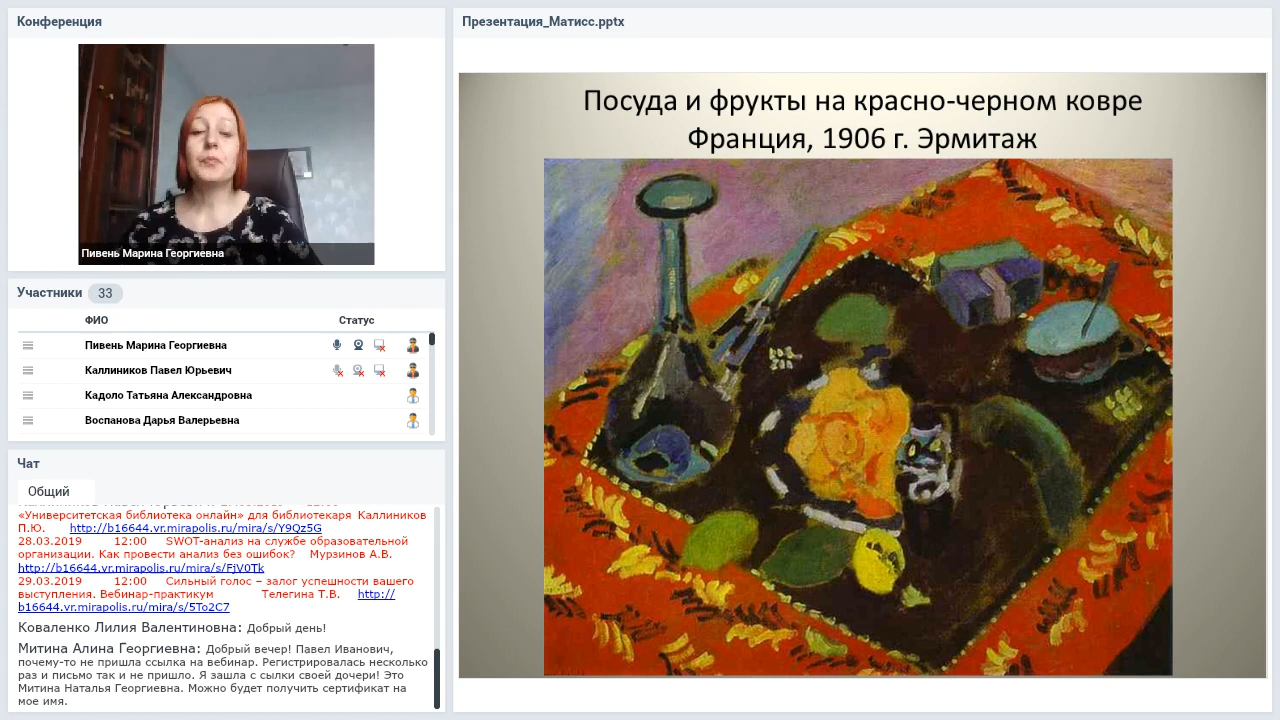 Конференция
Пивень Марина Георгиевна
Участники 33
ФИО Статус
Пивень Марина Георгиевна
Каллиников Павел Юрьевич
Кадоло Татьяна Александровна
Воспанова Дарья Валерьевна
Чат
Общий
«Университетская библиотека онлайн» для библиотекаря Каллиников
П.Ю. http://b16644.vr.mirapolis.ru/mira/s/Y9Qz5G
28.03.2019 12:00 SWOT-анализ на службе образовательной
организации. Как провести анализ без ошибок? Мурзинов А.В.
http://b16644.vr.mirapolis.ru/mira/s/FjV0Tk
29.03.2019 12:00 Сильный голос – залог успешности вашего
выступления. Вебинар-практикум Телегина Т.В. http://
b16644.vr.mirapolis.ru/mira/s/5To2C7
Коваленко Лилия Валентиновна: Добрый день!
Митина Алина Георгиевна: Добрый вечер! Павел Иванович,
почему-то не пришла ссылка на вебинар. Регистрировалась несколько
раз и письмо так и не пришло. Я зашла с сылки своей дочери! Это
Митина Наталья Георгиевна. Можно будет получить сертификат на
мое имя.
Презентация_Матисс.pptx
Посуда и фрукты на красно-черном ковре
Франция, 1906 г. Эрмитаж